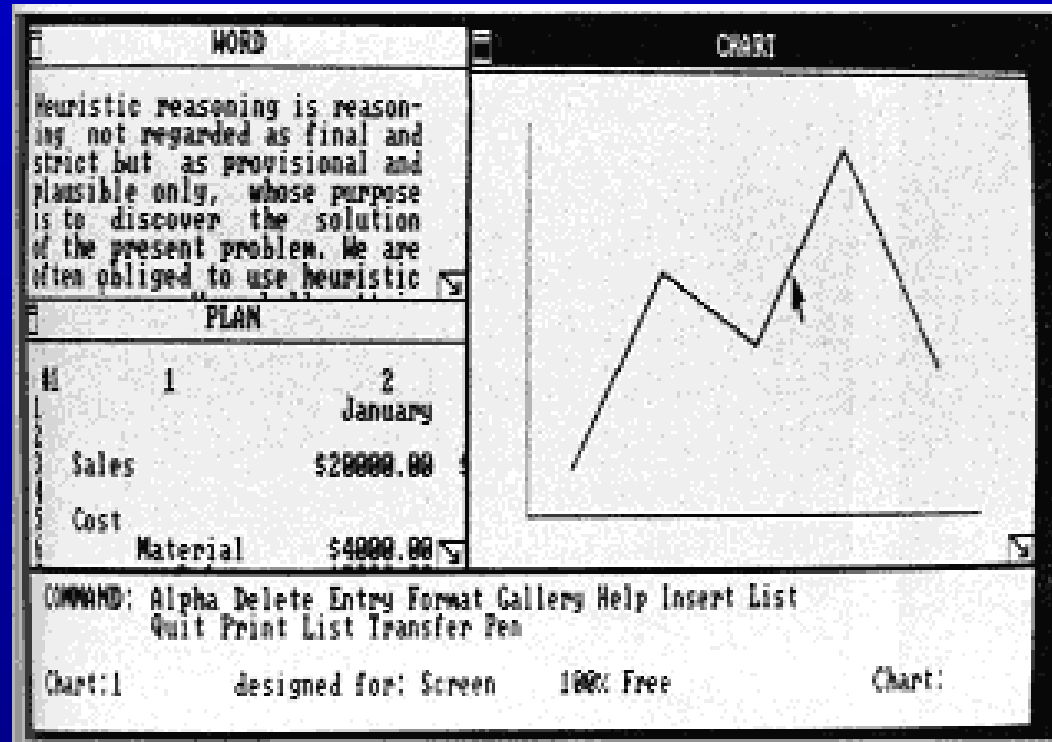 WORD
Heuristic reasoning is reason-
ing not regarded as final and
strict but as provisional and
plausible only, whose purpose
is to discover the solution
of the present problem. We are
often obliged to use heuristic
PLAN
#1 1 2
1 January
2
3 Sales $20000.00 $
4
5 Cost
6 Material $4000.00
CHART
COMMAND: Alpha Delete Entry Format Gallery Help Insert List
Quit Print List Transfer Pen
Chart:1 designed for: Screen 100% Free Chart: